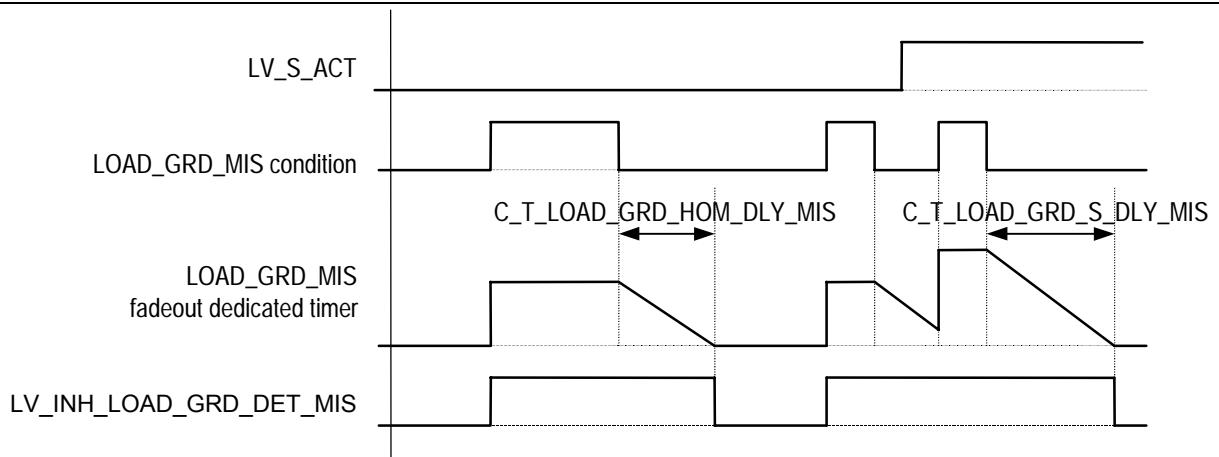 LV_S_ACT
LOAD_GRD_MIS condition
C_T_LOAD_GRD_HOM_DLY_MIS
C_T_LOAD_GRD_S_DLY_MIS
LOAD_GRD_MIS
fadeout dedicated timer
LV_INH_LOAD_GRD_DET_MIS